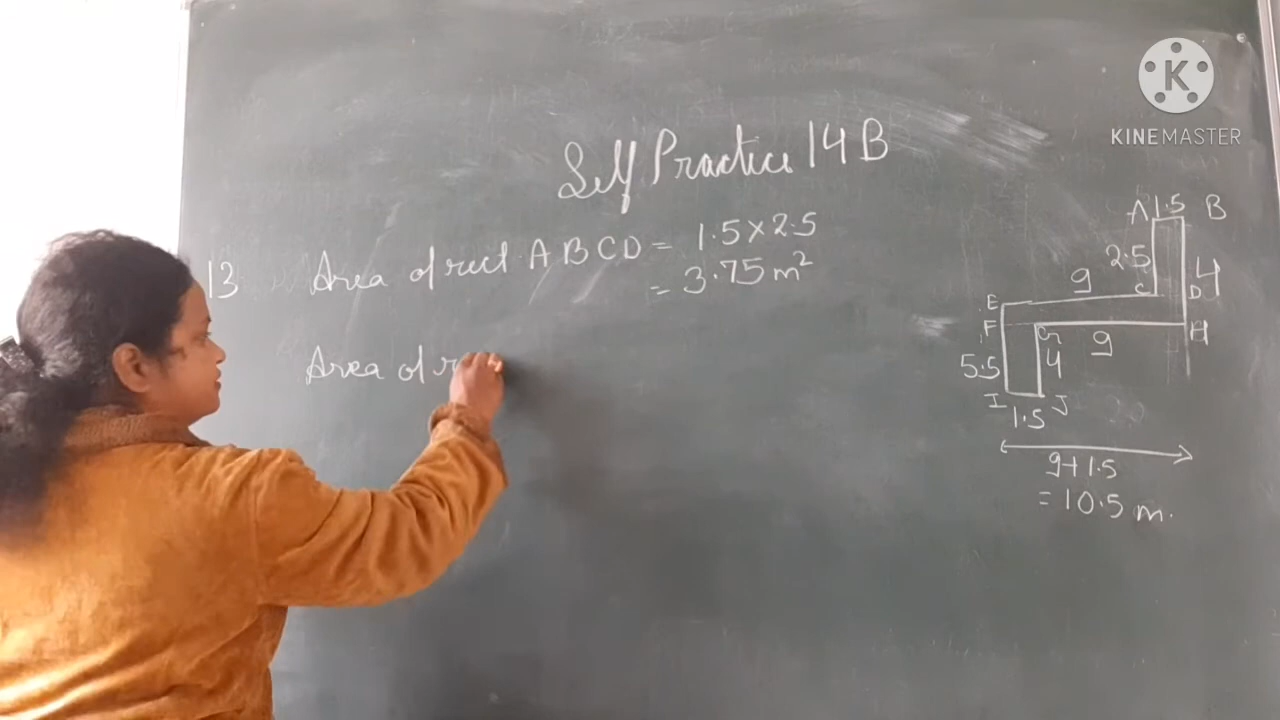 KINEMASTER
Self Practice 14 B
13 Area of rect. A B C D = 1.5 × 2.5
= 3.75 m²
Area of r
A 1.5 B
2.5
4
9
C D
E
F
G H
9
5.5
4
I J
1.5
9+1.5
= 10.5 m.